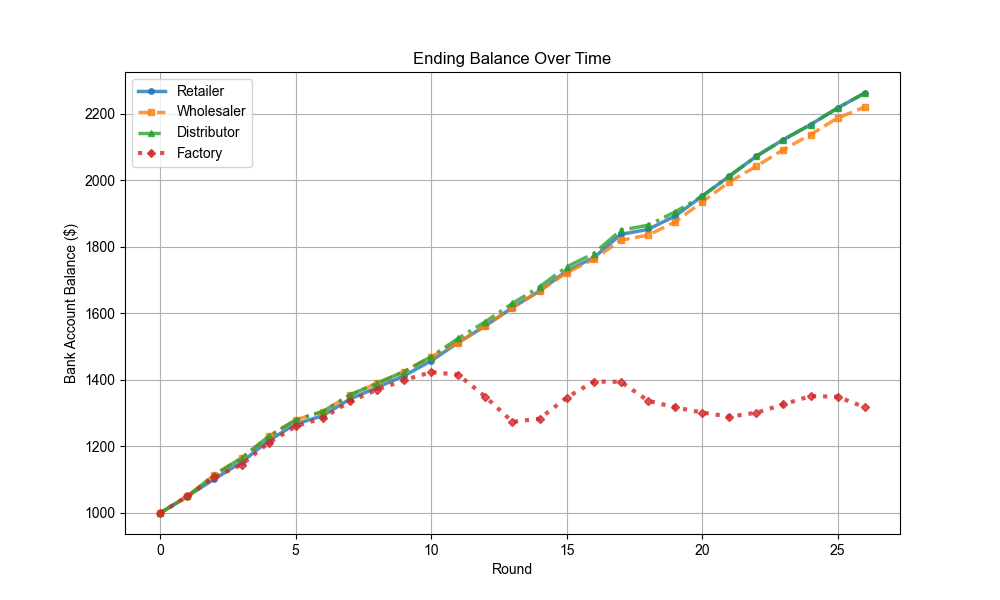 Ending Balance Over Time
Retailer
Wholesaler
Distributor
Factory
Bank Account Balance ($)
2200
2000
1800
1600
1400
1200
1000
0 5 10 15 20 25
Round